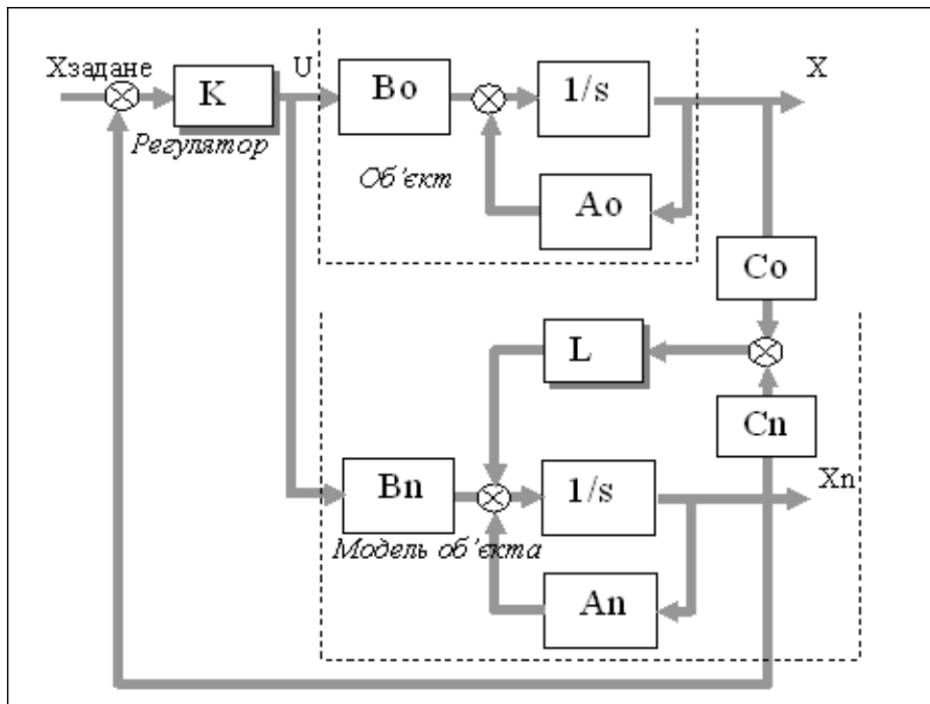 Xзадане
U
X
K
Bo
1/s
Регулятор
Об'єкт
Ao
Co
L
Cn
Bn
1/s
Xn
Модель об'єкта
An